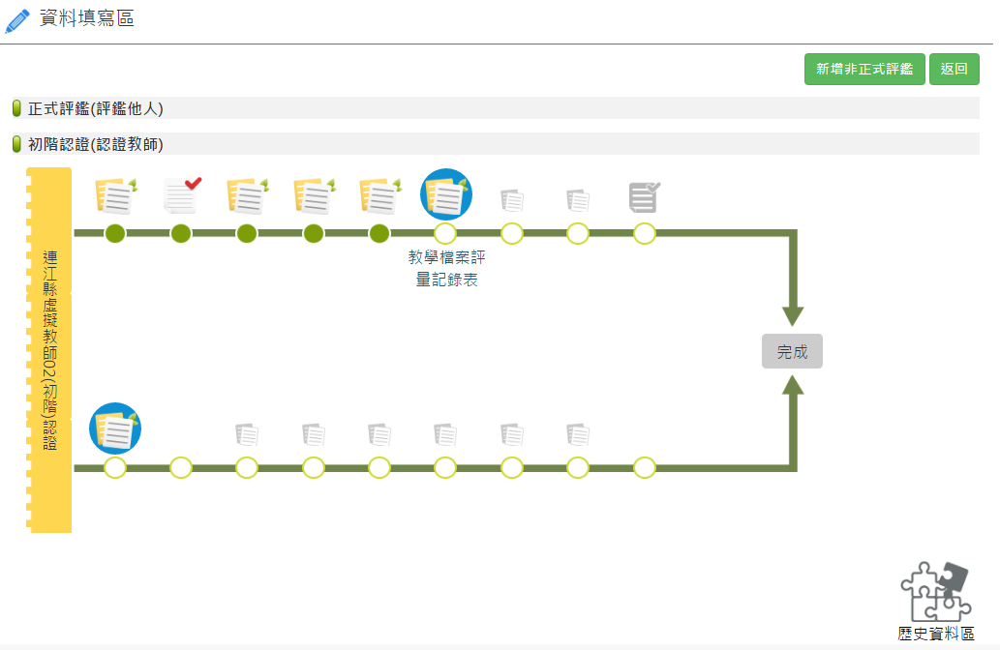 資料填寫區
新增非正式評鑑
返回
正式評鑑(評鑑他人)
初階認證(認證教師)
連江縣虛擬教師02(初階)認證
教學檔案評
量記錄表
完成
歷史資料區